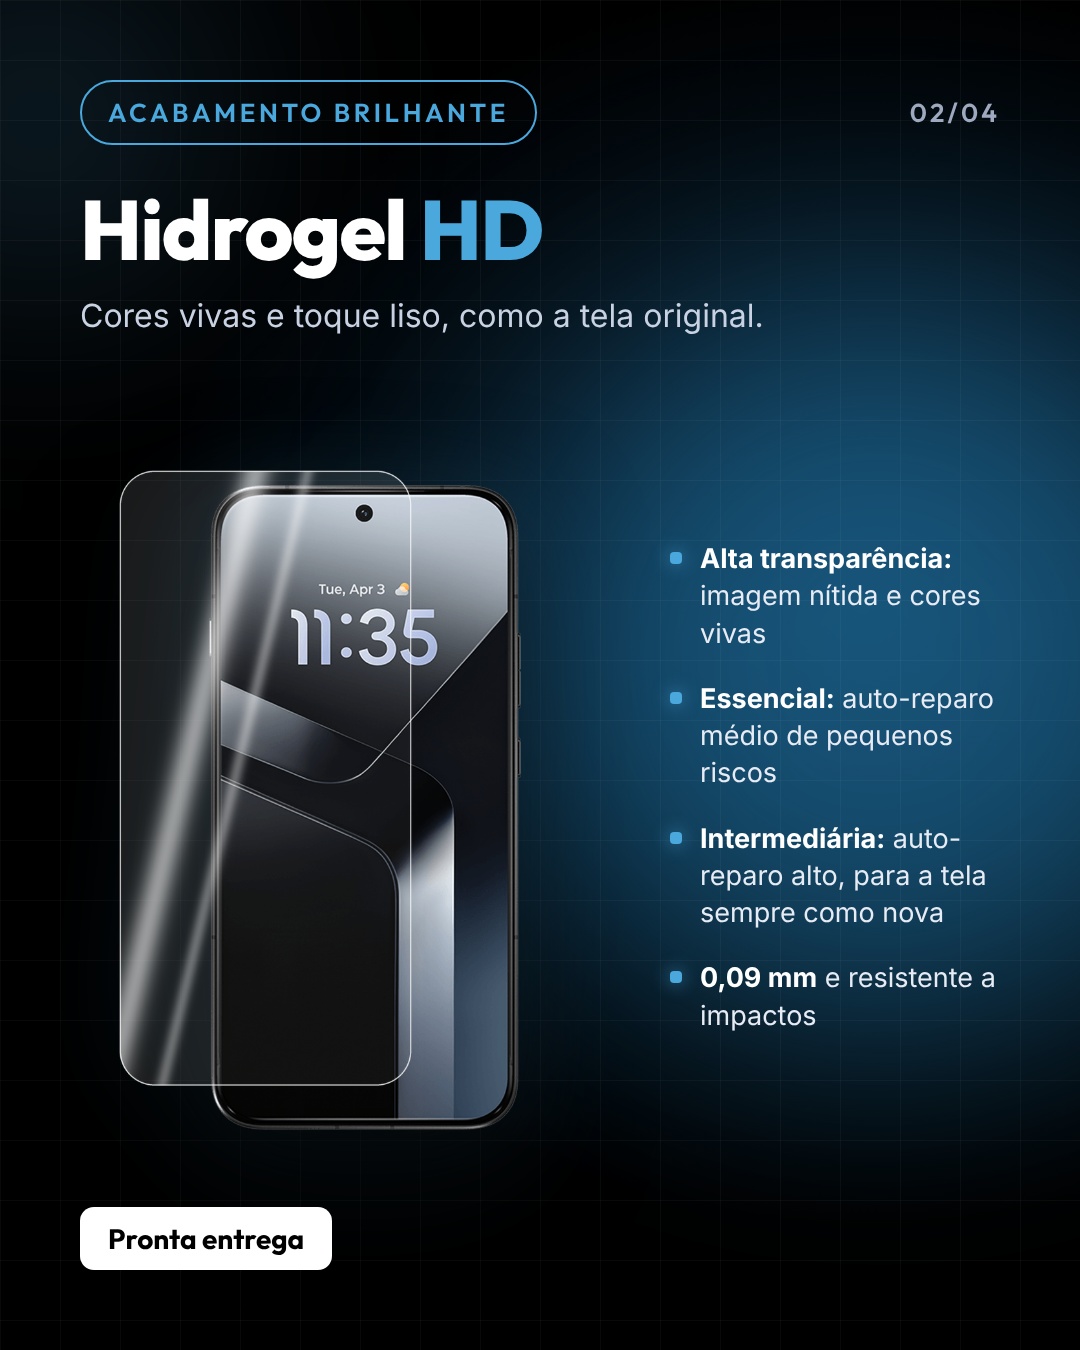 ACABAMENTO BRILHANTE
02/04
Hidrogel HD
Cores vivas e toque liso, como a tela original.
Tue, Apr 3
11:35
Alta transparência:
imagem nítida e cores
vivas
Essencial: auto-reparo
médio de pequenos
riscos
Intermediária: auto-
reparo alto, para a tela
sempre como nova
0,09 mm e resistente a
impactos
Pronta entrega